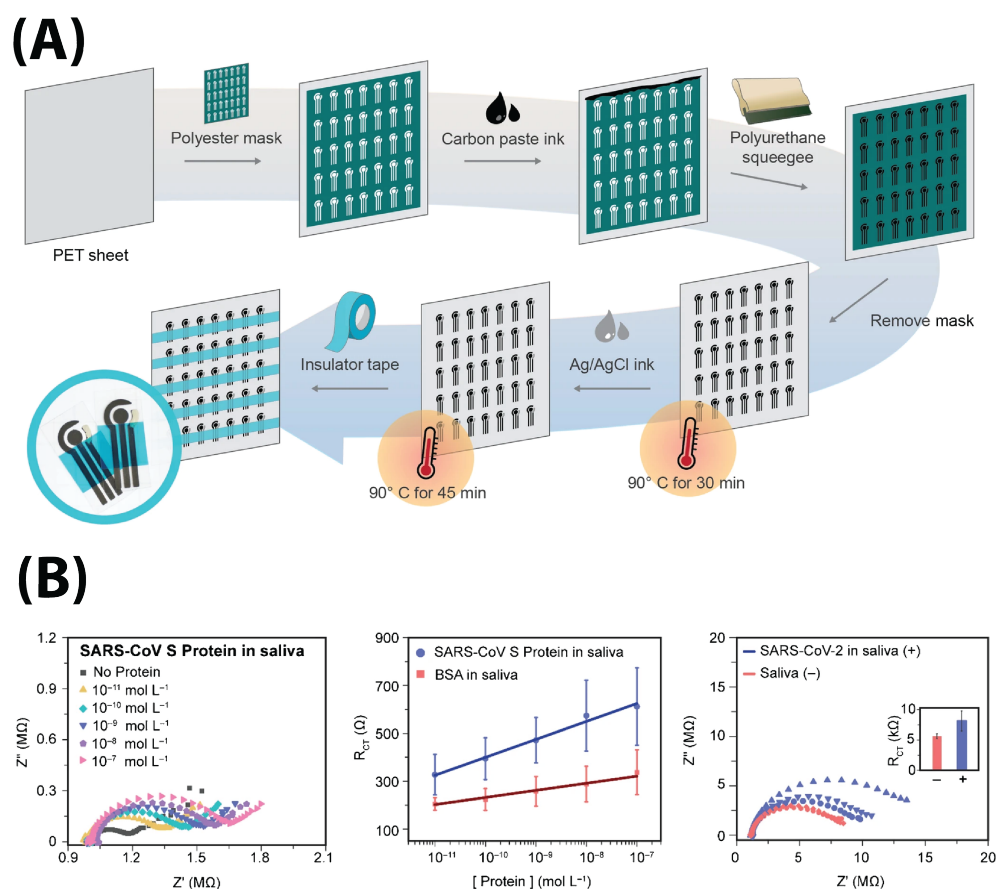 (A)
Polyester mask
Carbon paste ink
Polyurethane
squeegee
PET sheet
Remove mask
Ag/AgCl ink
Insulator tape
90° C for 45 min
90° C for 30 min
(B)
1.2
0.9
0.6
0.3
0
Z" (MΩ)
SARS-CoV S Protein in saliva
No Protein
10⁻¹¹ mol L⁻¹
10⁻¹⁰ mol L⁻¹
10⁻⁹ mol L⁻¹
10⁻⁸ mol L⁻¹
10⁻⁷ mol L⁻¹
0.9 1.2 1.5 1.8 2.1
Z' (MΩ)
900
700
500
300
100
R_CT (Ω)
SARS-CoV S Protein in saliva
BSA in saliva
10⁻¹¹ 10⁻¹⁰ 10⁻⁹ 10⁻⁸ 10⁻⁷
[ Protein ] (mol L⁻¹)
20
15
10
5
0
Z" (MΩ)
SARS-CoV-2 in saliva (+)
Saliva (–)
10
5
0
R_CT (kΩ)
– +
0 5 10 15 20
Z' (MΩ)